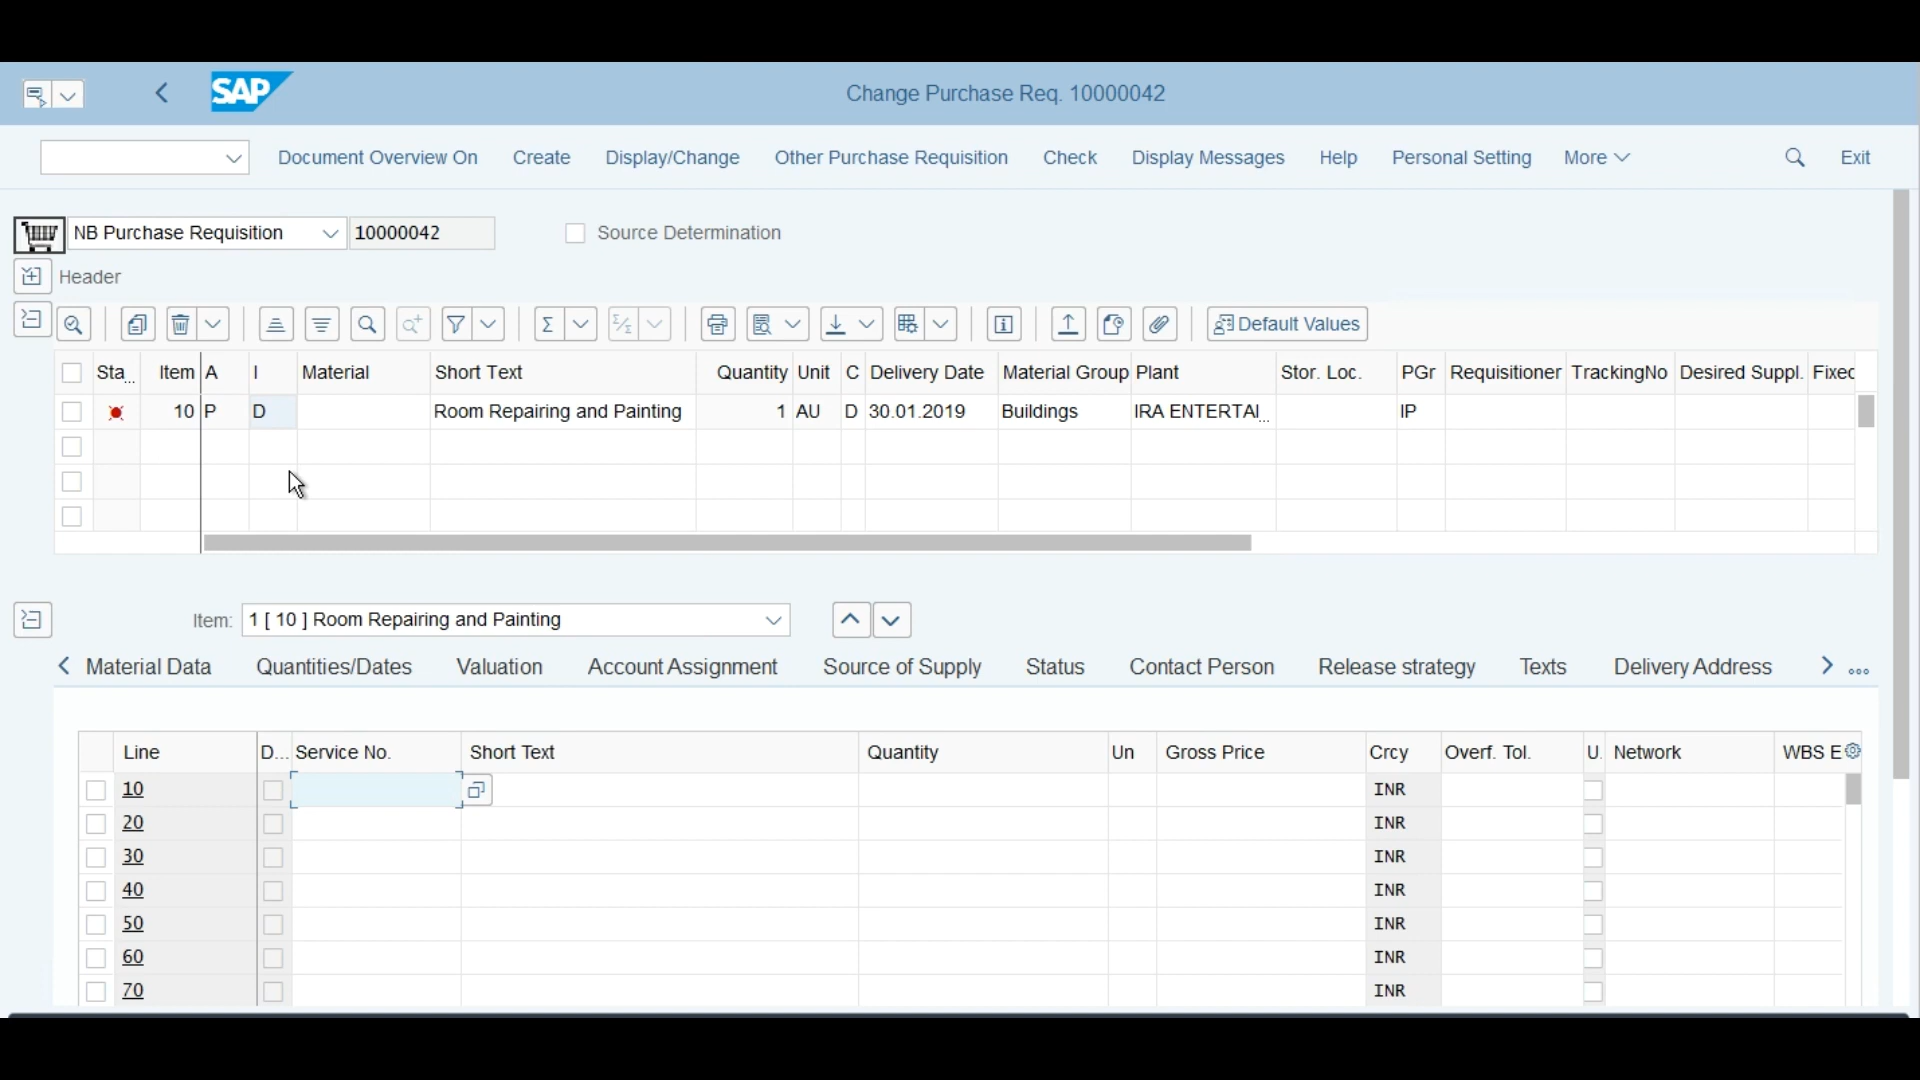 SAP
Change Purchase Req. 10000042
Document Overview On Create Display/Change Other Purchase Requisition Check Display Messages Help Personal Setting More Exit
NB Purchase Requisition 10000042 Source Determination
Header
Default Values
Sta... Item A I Material Short Text Quantity Unit C Delivery Date Material Group Plant Stor. Loc. PGr Requisitioner TrackingNo Desired Suppl. Fixed
10 P D Room Repairing and Painting 1 AU D 30.01.2019 Buildings IRA ENTERTAI... IP
Item: 1 [ 10 ] Room Repairing and Painting
Material Data Quantities/Dates Valuation Account Assignment Source of Supply Status Contact Person Release strategy Texts Delivery Address
Line D... Service No. Short Text Quantity Un Gross Price Crcy Overf. Tol. U. Network WBS E
10 INR
20 INR
30 INR
40 INR
50 INR
60 INR
70 INR